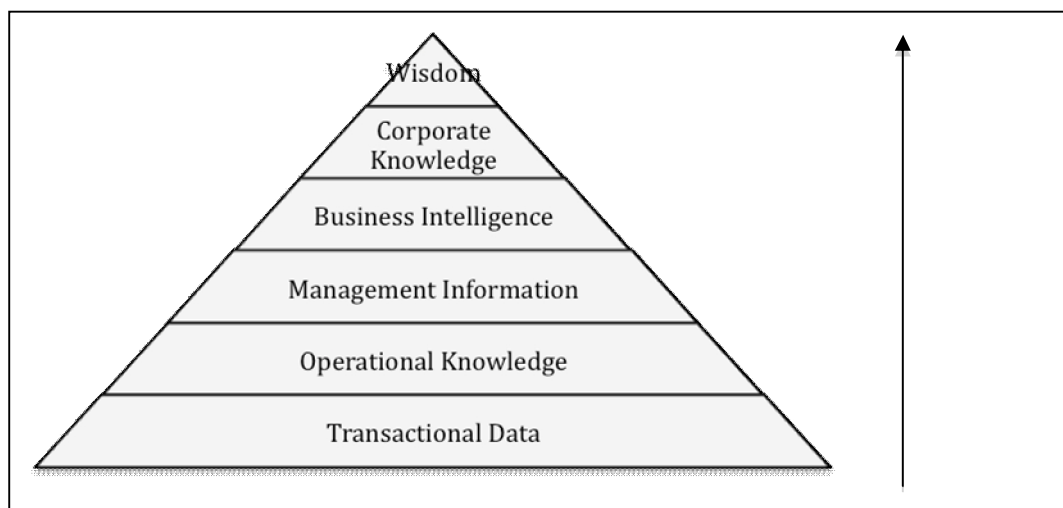 Wisdom
Corporate
Knowledge
Business Intelligence
Management Information
Operational Knowledge
Transactional Data